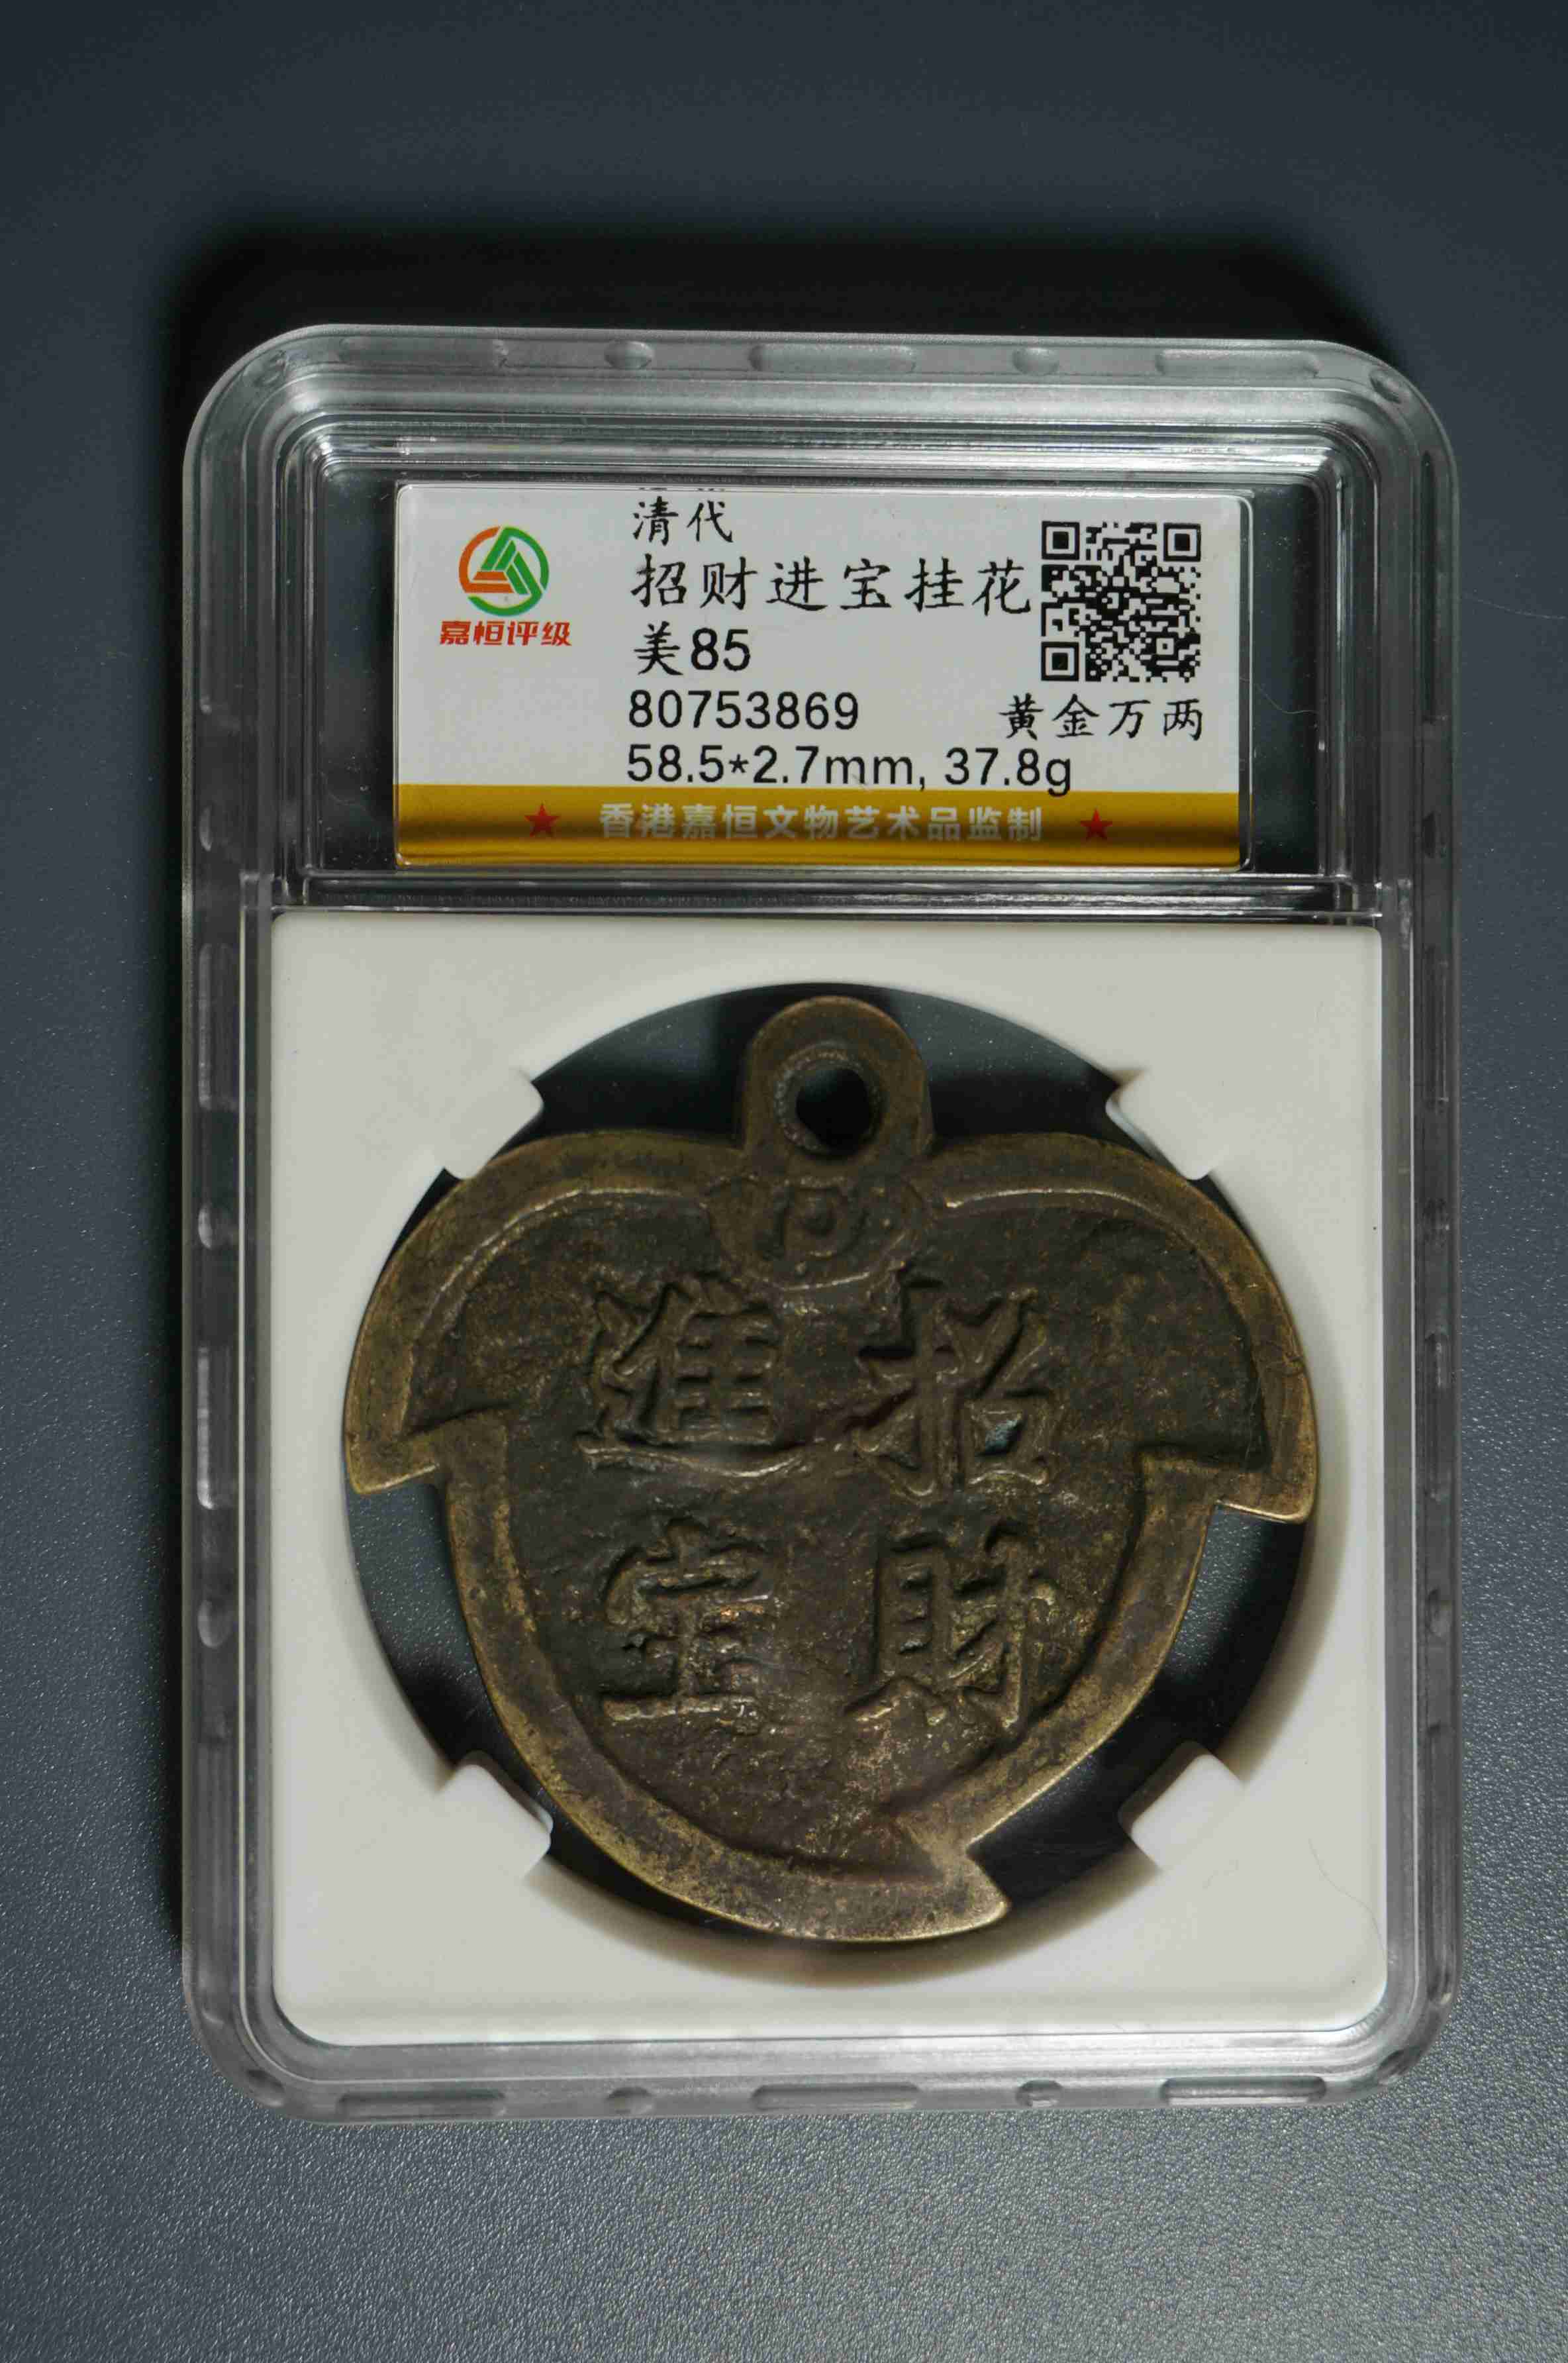 清代
招财进宝挂花
美85
80753869
黄金万两
58.5*2.7mm, 37.8g
嘉恒评级
香港嘉恒文物艺术品监制
招財
進宝